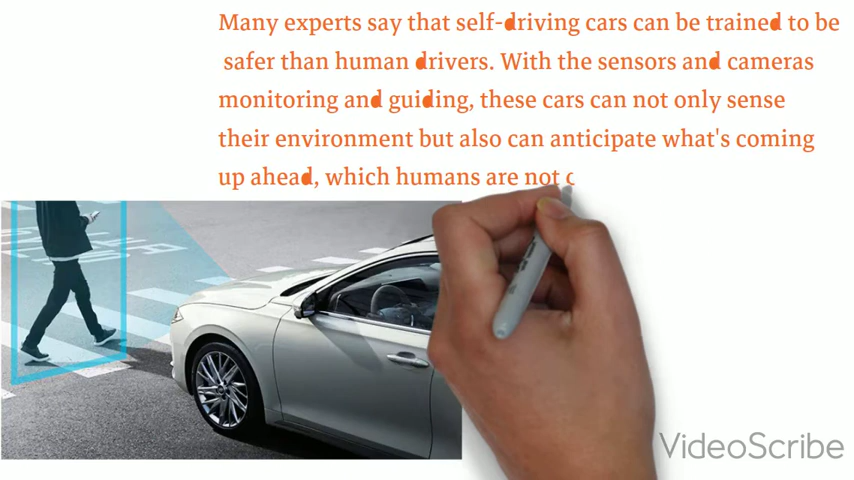 Many experts say that self-driving cars can be trained to be
safer than human drivers. With the sensors and cameras
monitoring and guiding, these cars can not only sense
their environment but also can anticipate what's coming
up ahead, which humans are not
VideoScribe